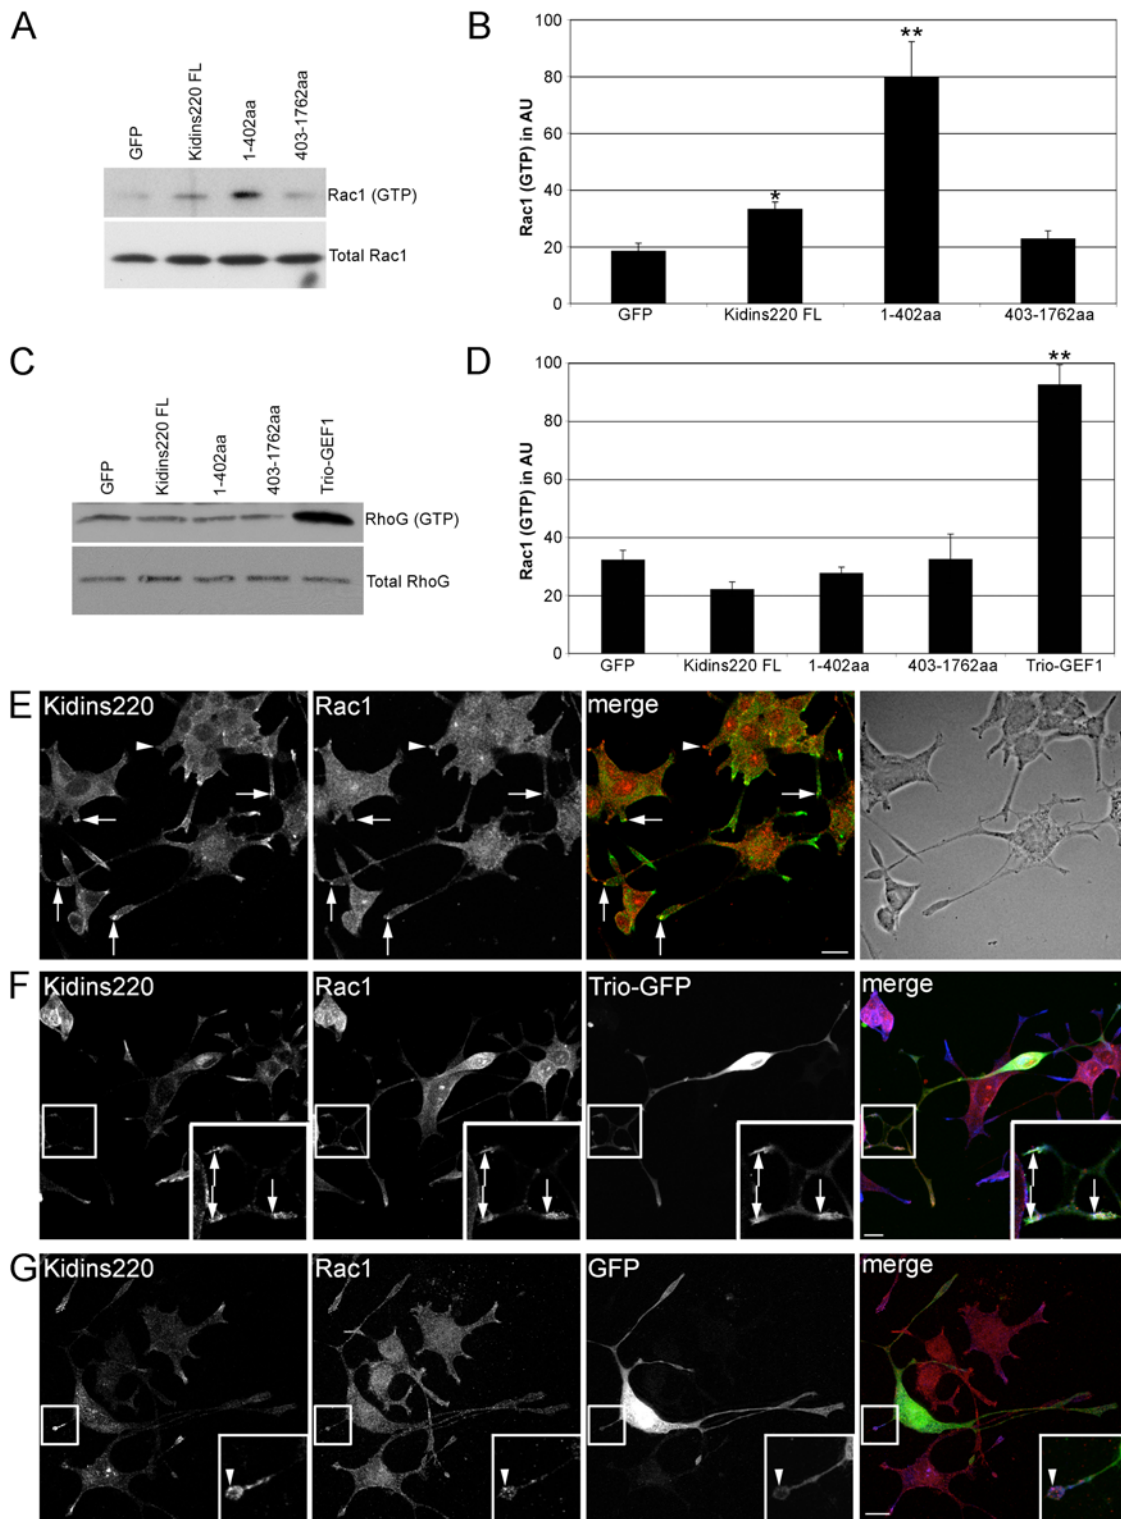 A
GFP
Kidins220 FL
1-402aa
403-1762aa
Rac1 (GTP)
Total Rac1
B
Rac1 (GTP) in AU
100
80
60
40
20
0
*
**
GFP
Kidins220 FL
1-402aa
403-1762aa
C
GFP
Kidins220 FL
1-402aa
403-1762aa
Trio-GEF1
RhoG (GTP)
Total RhoG
D
Rac1 (GTP) in AU
100
80
60
40
20
0
**
GFP
Kidins220 FL
1-402aa
403-1762aa
Trio-GEF1
E
Kidins220
Rac1
merge
F
Kidins220
Rac1
Trio-GFP
merge
G
Kidins220
Rac1
GFP
merge